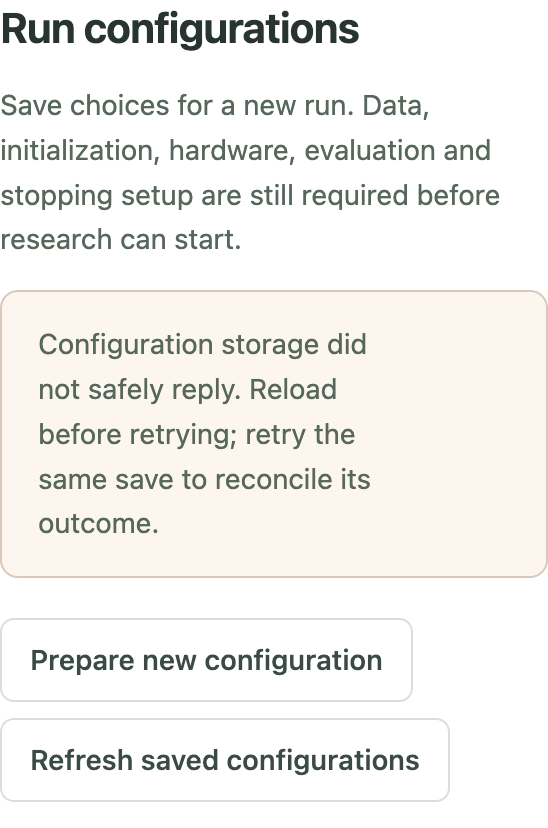 Run configurations
Save choices for a new run. Data,
initialization, hardware, evaluation and
stopping setup are still required before
research can start.
Configuration storage did
not safely reply. Reload
before retrying; retry the
same save to reconcile its
outcome.
Prepare new configuration
Refresh saved configurations